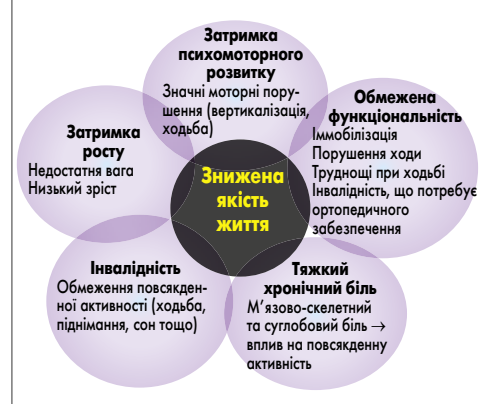 Затримка
психомоторного
розвитку
Значні моторні пору-
шення (вертикалізація,
ходьба)
Обмежена
функціональність
Іммобілізація
Порушення ходи
Труднощі при ходьбі
Інвалідність, що потребує
ортопедичного
забезпечення
Затримка
росту
Недостатня вага
Низький зріст
Знижена
якість
життя
Інвалідність
Обмеження повсякден-
ної активності (ходьба,
піднімання, сон тощо)
Тяжкий
хронічний біль
М'язово-скелетний
та суглобовий біль →
вплив на повсякденну
активність